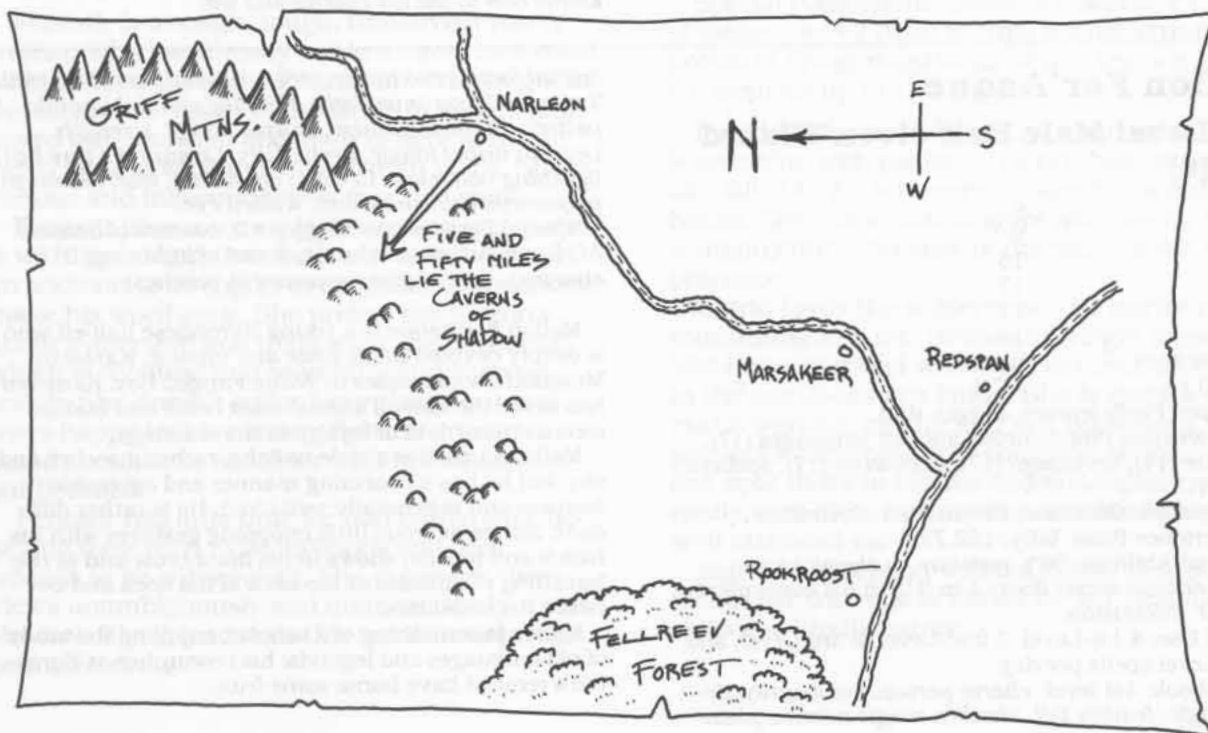 GRIFF
MTNS.
NARLEON
N
E
S
W
FIVE AND
FIFTY MILES
LIE THE
CAVERNS
OF
SHADOW
MARSAKEER
REDSPAN
ROOKROOST
FELLREEV
FOREST